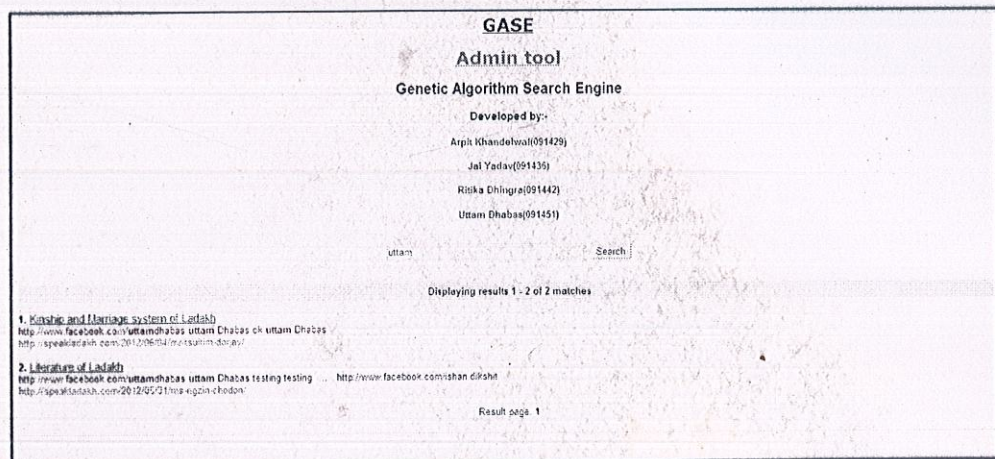 GASE
Admin tool
Genetic Algorithm Search Engine
Developed by:-
Arpit Khandelwal(091429)
Jai Yadav(091436)
Ritika Dhingra(091442)
Uttam Dhabas(091451)
uttam Search
Displaying results 1 - 2 of 2 matches
1. Kinship and Marriage system of Ladakh
http://www.facebook.com/uttamdhabas uttam Dhabas ok uttam Dhabas
2. Literature of Ladakh
http://www.facebook.com/uttamdhabas uttam Dhabas testing testing ... http://www.facebook.com/ishan.dikshit
Result page: 1